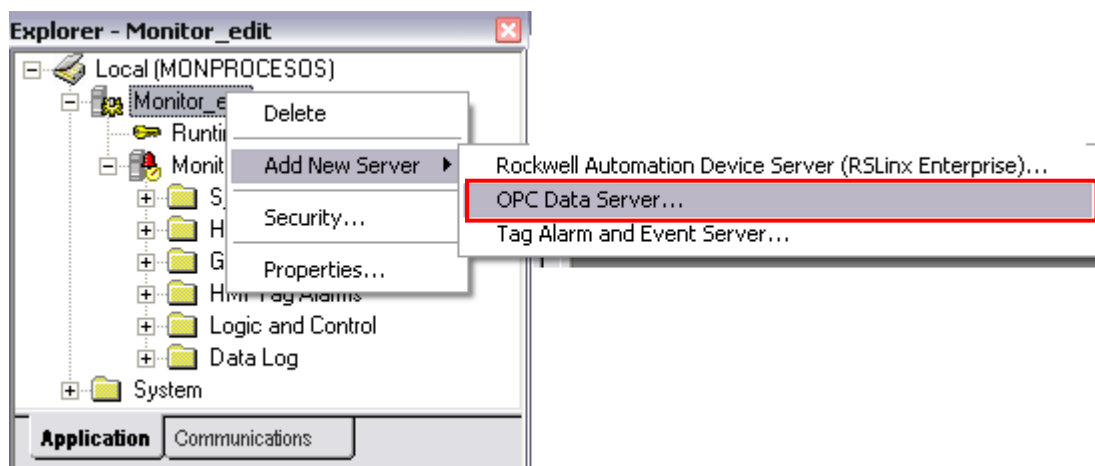 Explorer - Monitor_edit
Local (MONPROCESOS)
Monitor_e
Delete
Runti
Monit
Add New Server
Rockwell Automation Device Server (RSLinx Enterprise)...
S
OPC Data Server...
H
Security...
Tag Alarm and Event Server...
G
Properties...
HMI Tag Alarms
Logic and Control
Data Log
System
Application
Communications